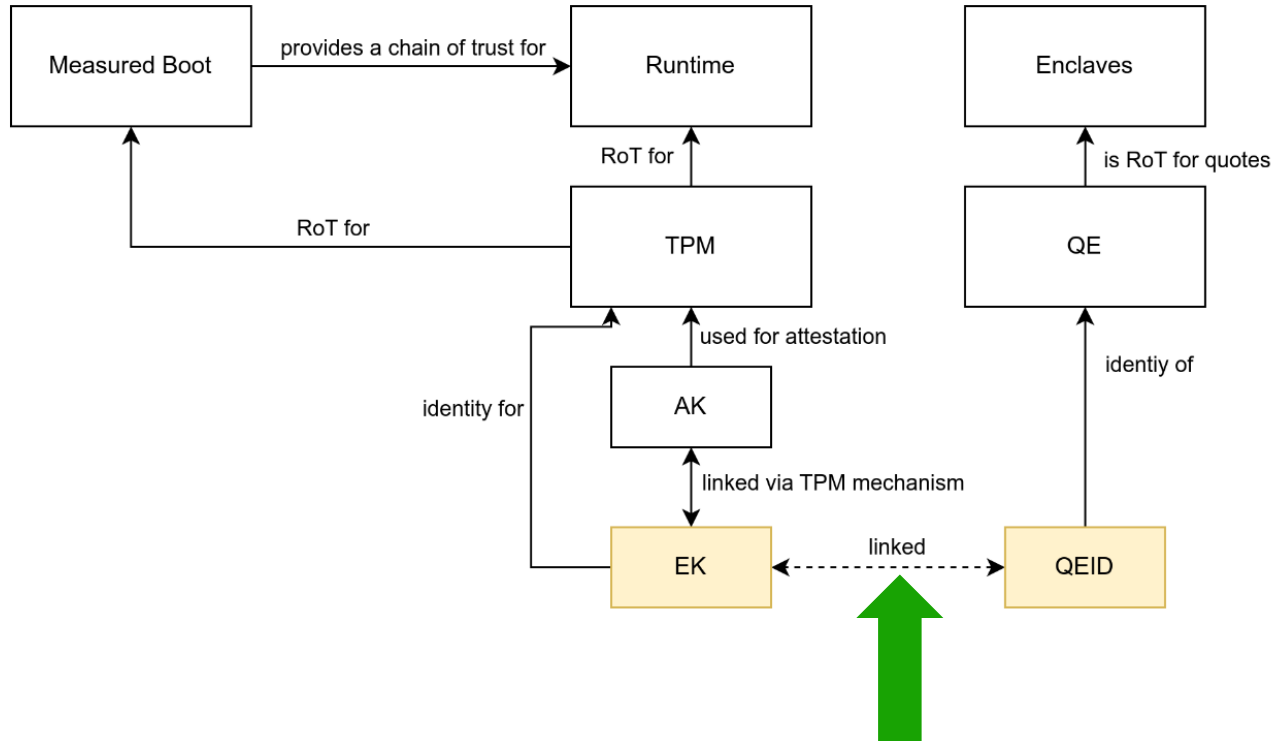 Measured Boot
provides a chain of trust for
Runtime
Enclaves
RoT for
is RoT for quotes
RoT for
TPM
QE
used for attestation
identiy of
identity for
AK
linked via TPM mechanism
EK
linked
QEID